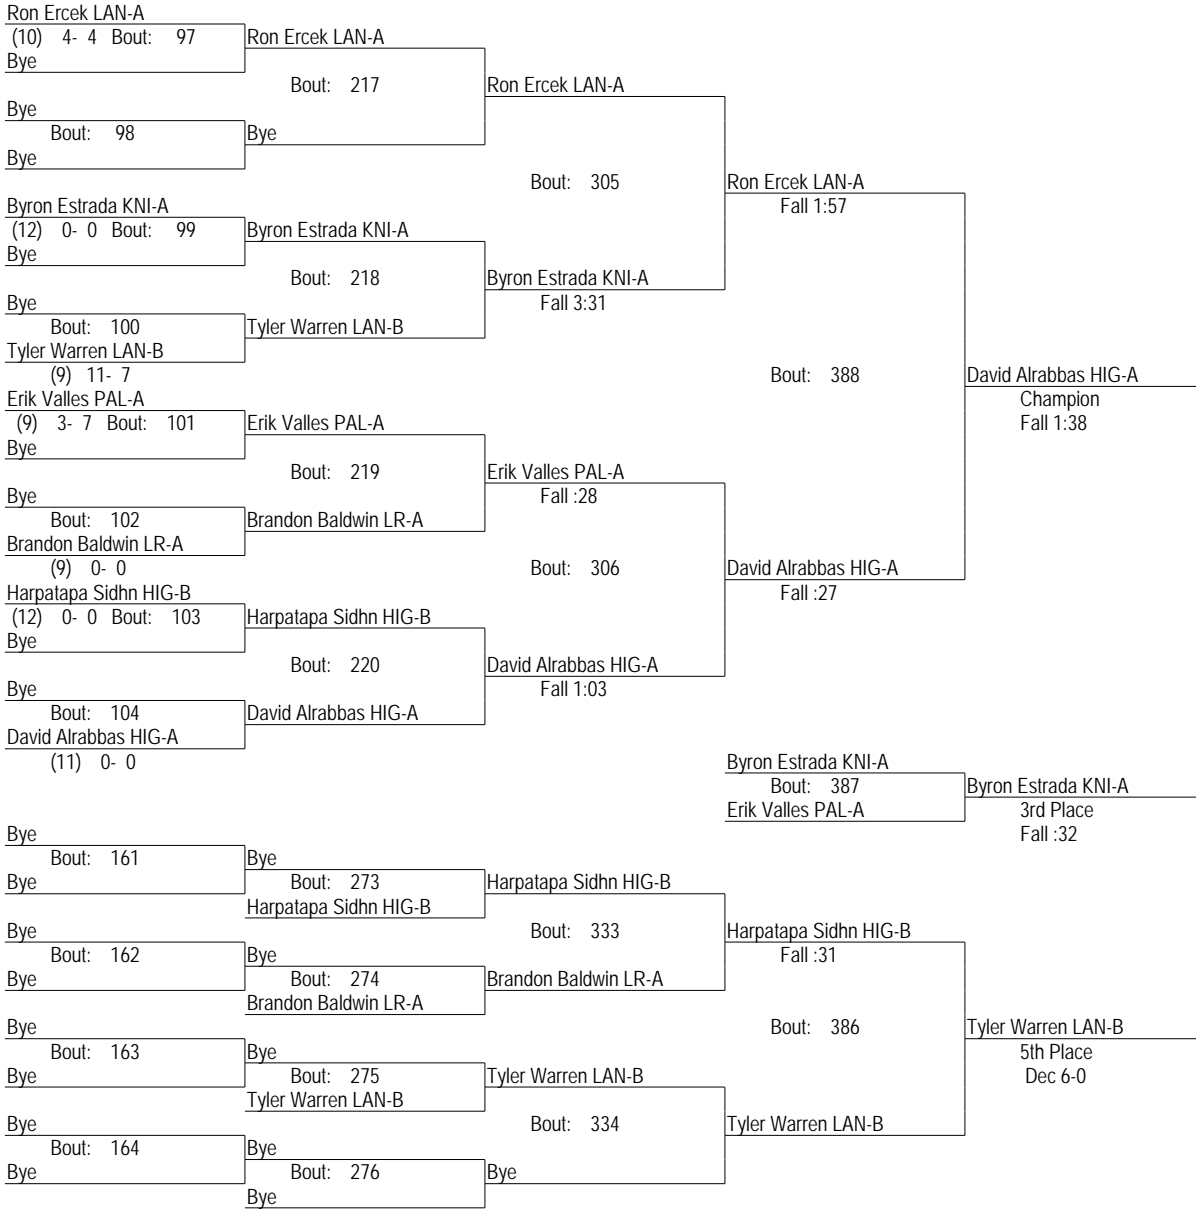 Ron Ercek LAN-A
(10) 4- 4 Bout: 97 Ron Ercek LAN-A
Bye
Bout: 217 Ron Ercek LAN-A
Bye
Bout: 98 Bye
Bye
Bout: 305 Ron Ercek LAN-A
Byron Estrada KNI-A Fall 1:57
(12) 0- 0 Bout: 99 Byron Estrada KNI-A
Bye
Bout: 218 Byron Estrada KNI-A
Bye Fall 3:31
Bout: 100 Tyler Warren LAN-B
Tyler Warren LAN-B
(9) 11- 7 Bout: 388 David Alrabbas HIG-A
Erik Valles PAL-A Champion
(9) 3- 7 Bout: 101 Erik Valles PAL-A Fall 1:38
Bye
Bout: 219 Erik Valles PAL-A
Bye Fall :28
Bout: 102 Brandon Baldwin LR-A
Brandon Baldwin LR-A
(9) 0- 0 Bout: 306 David Alrabbas HIG-A
Harpatapa Sidhn HIG-B Fall :27
(12) 0- 0 Bout: 103 Harpatapa Sidhn HIG-B
Bye
Bout: 220 David Alrabbas HIG-A
Bye Fall 1:03
Bout: 104 David Alrabbas HIG-A
David Alrabbas HIG-A
(11) 0- 0 Byron Estrada KNI-A
Bout: 387 Byron Estrada KNI-A
Erik Valles PAL-A 3rd Place
Bye Fall :32
Bout: 161 Bye
Bye Bout: 273 Harpatapa Sidhn HIG-B
Harpatapa Sidhn HIG-B
Bye Bout: 333 Harpatapa Sidhn HIG-B
Bout: 162 Bye Fall :31
Bye Bout: 274 Brandon Baldwin LR-A
Brandon Baldwin LR-A
Bye Bout: 386 Tyler Warren LAN-B
Bout: 163 Bye 5th Place
Bye Bout: 275 Tyler Warren LAN-B Dec 6-0
Tyler Warren LAN-B
Bye Bout: 334 Tyler Warren LAN-B
Bout: 164 Bye
Bye Bout: 276 Bye
Bye